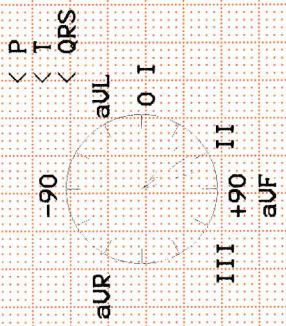 < P
< T
< QRS
-90
aVR
aVL
0 I
III
II
+90
aVF